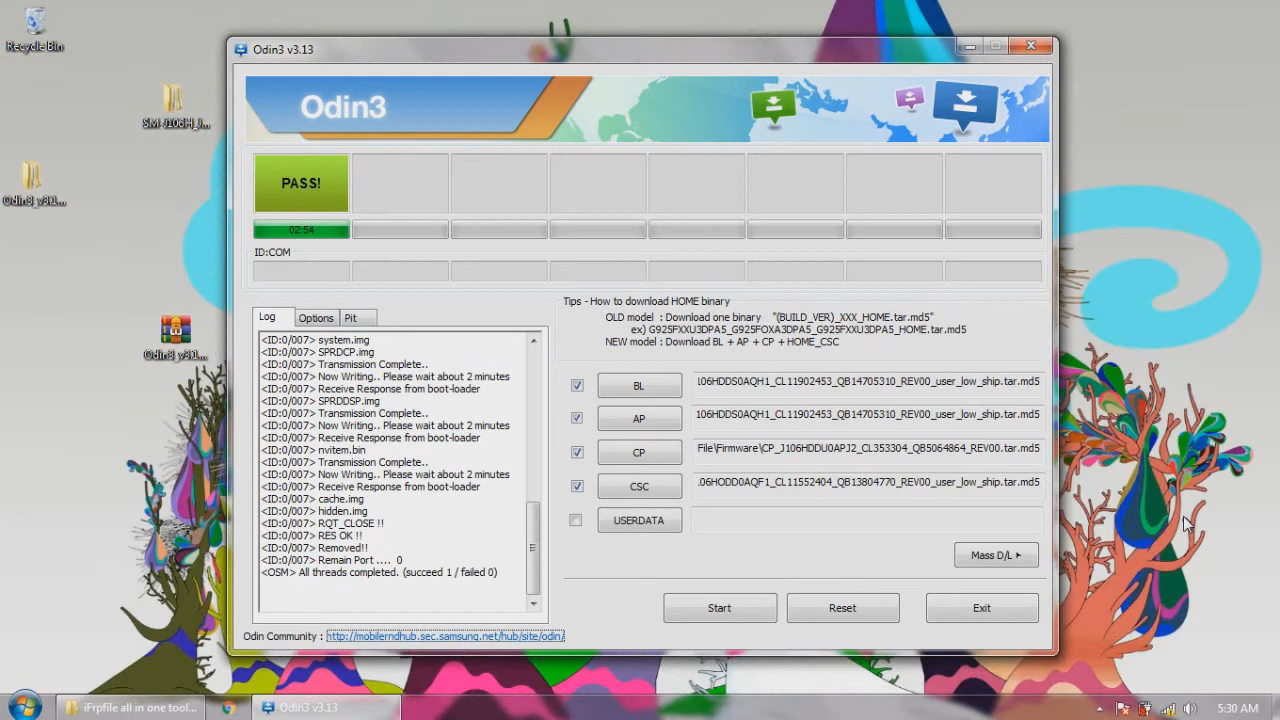 Recycle Bin
SM-J106H_J...
Odin3_v3.1...
Odin3_v3.1...
Odin3 v3.13
Odin3
PASS!
02:54
ID:COM
Log Options Pit
<ID:0/007> system.img
<ID:0/007> SPRDCP.img
<ID:0/007> Transmission Complete..
<ID:0/007> Now Writing.. Please wait about 2 minutes
<ID:0/007> Receive Response from boot-loader
<ID:0/007> SPRDDSP.img
<ID:0/007> Transmission Complete..
<ID:0/007> Now Writing.. Please wait about 2 minutes
<ID:0/007> Receive Response from boot-loader
<ID:0/007> nvitem.bin
<ID:0/007> Transmission Complete..
<ID:0/007> Now Writing.. Please wait about 2 minutes
<ID:0/007> Receive Response from boot-loader
<ID:0/007> cache.img
<ID:0/007> hidden.img
<ID:0/007> RQT_CLOSE !!
<ID:0/007> RES OK !!
<ID:0/007> Removed!!
<ID:0/007> Remain Port .... 0
<OSM> All threads completed. (succeed 1 / failed 0)
Odin Community : http://mobilerndhub.sec.samsung.net/hub/site/odin/
Tips - How to download HOME binary
OLD model : Download one binary "(BUILD_VER)_XXX_HOME.tar.md5"
ex) G925FXXU3DPA5_G925FOXA3DPA5_G925FXXU3DPA5_HOME.tar.md5
NEW model : Download BL + AP + CP + HOME_CSC
BL J106HDDS0AQH1_CL11902453_QB14705310_REV00_user_low_ship.tar.md5
AP 106HDDS0AQH1_CL11902453_QB14705310_REV00_user_low_ship.tar.md5
CP File\Firmware\CP_J106HDDU0APJ2_CL353304_QB5064864_REV00.tar.md5
CSC .06HODD0AQF1_CL11552404_QB13804770_REV00_user_low_ship.tar.md5
USERDATA
Mass D/L
Start Reset Exit
iFrpfile all in one tool...
Odin3 v3.13
5:30 AM